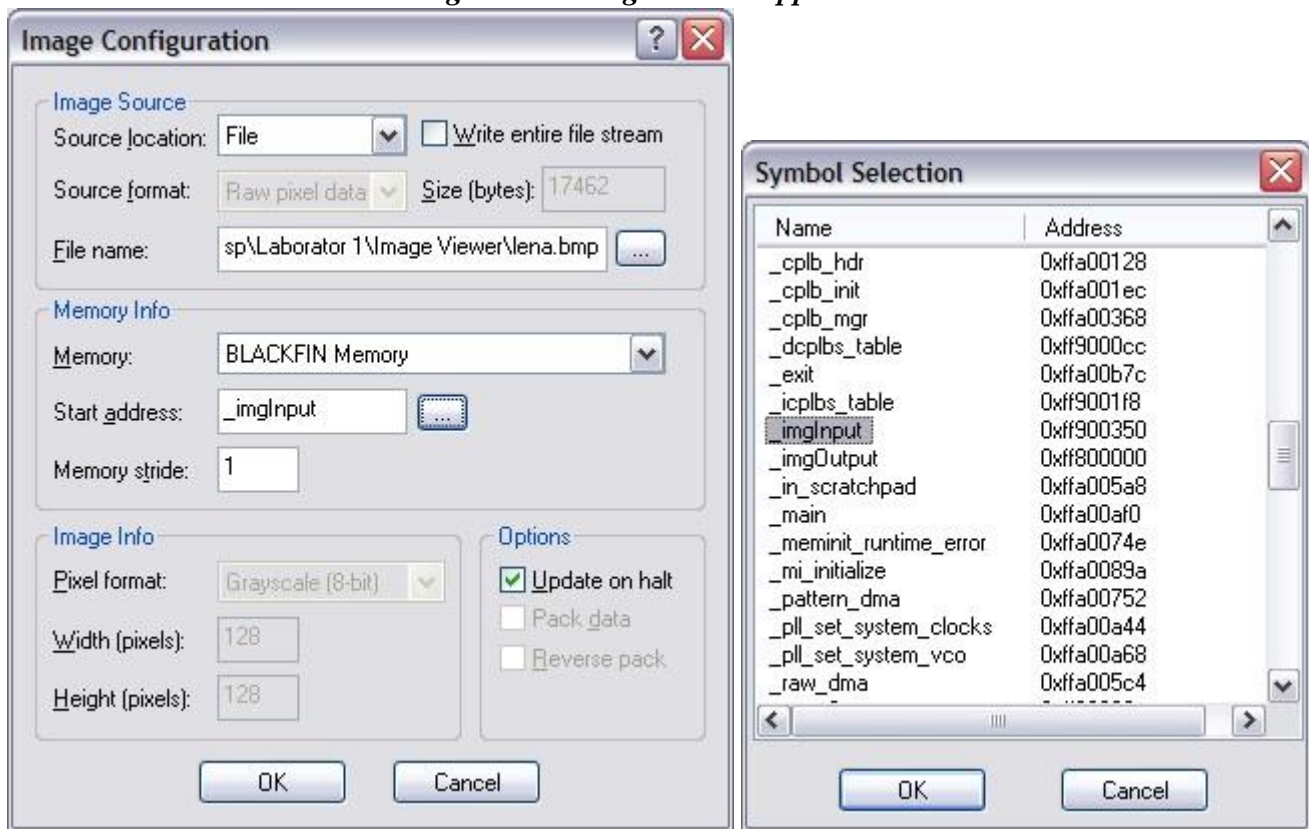 Image Configuration
Image Source
Source location: File Write entire file stream
Source format: Raw pixel data Size (bytes): 17462
File name: sp\Laborator 1\Image Viewer\lena.bmp ...
Memory Info
Memory: BLACKFIN Memory
Start address: _imgInput ...
Memory stride: 1
Image Info
Pixel format: Grayscale (8-bit)
Width (pixels): 128
Height (pixels): 128
Options
Update on halt
Pack data
Reverse pack
OK Cancel
Symbol Selection
Name Address
_cplb_hdr 0xffa00128
_cplb_init 0xffa001ec
_cplb_mgr 0xffa00368
_dcplbs_table 0xff9000cc
_exit 0xffa00b7c
_icplbs_table 0xff9001f8
_imgInput 0xff900350
_imgOutput 0xff800000
_in_scratchpad 0xffa005a8
_main 0xffa00af0
_meminit_runtime_error 0xffa0074e
_mi_initialize 0xffa0089a
_pattern_dma 0xffa00752
_pll_set_system_clocks 0xffa00a44
_pll_set_system_vco 0xffa00a68
_raw_dma 0xffa005c4
OK Cancel